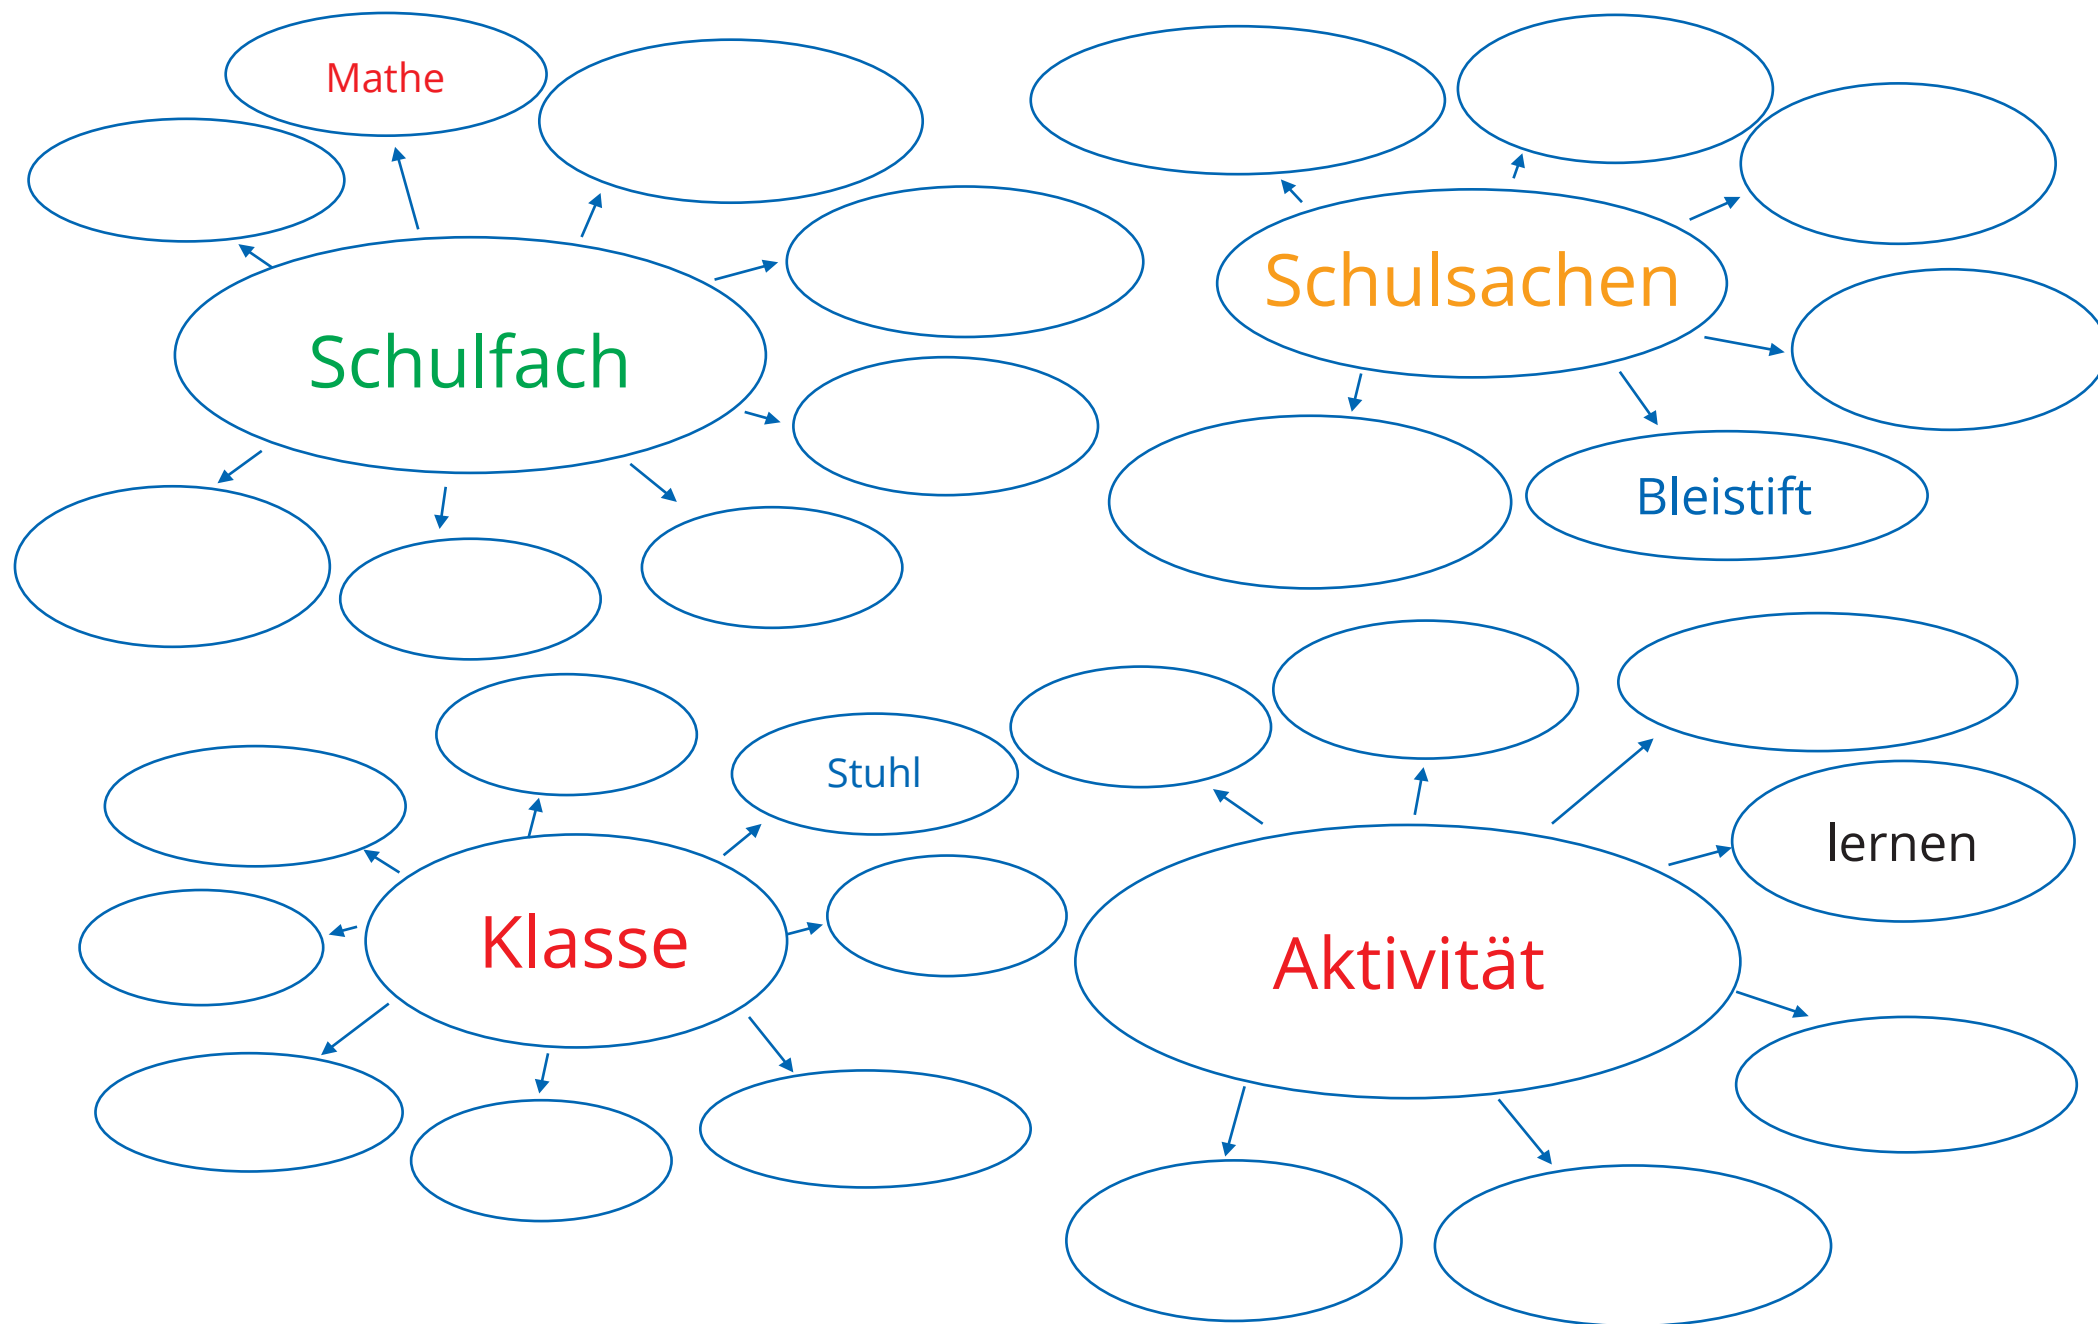 Mathe
Schulfach
Schulsachen
Bleistift
Stuhl
Klasse
lernen
Aktivität